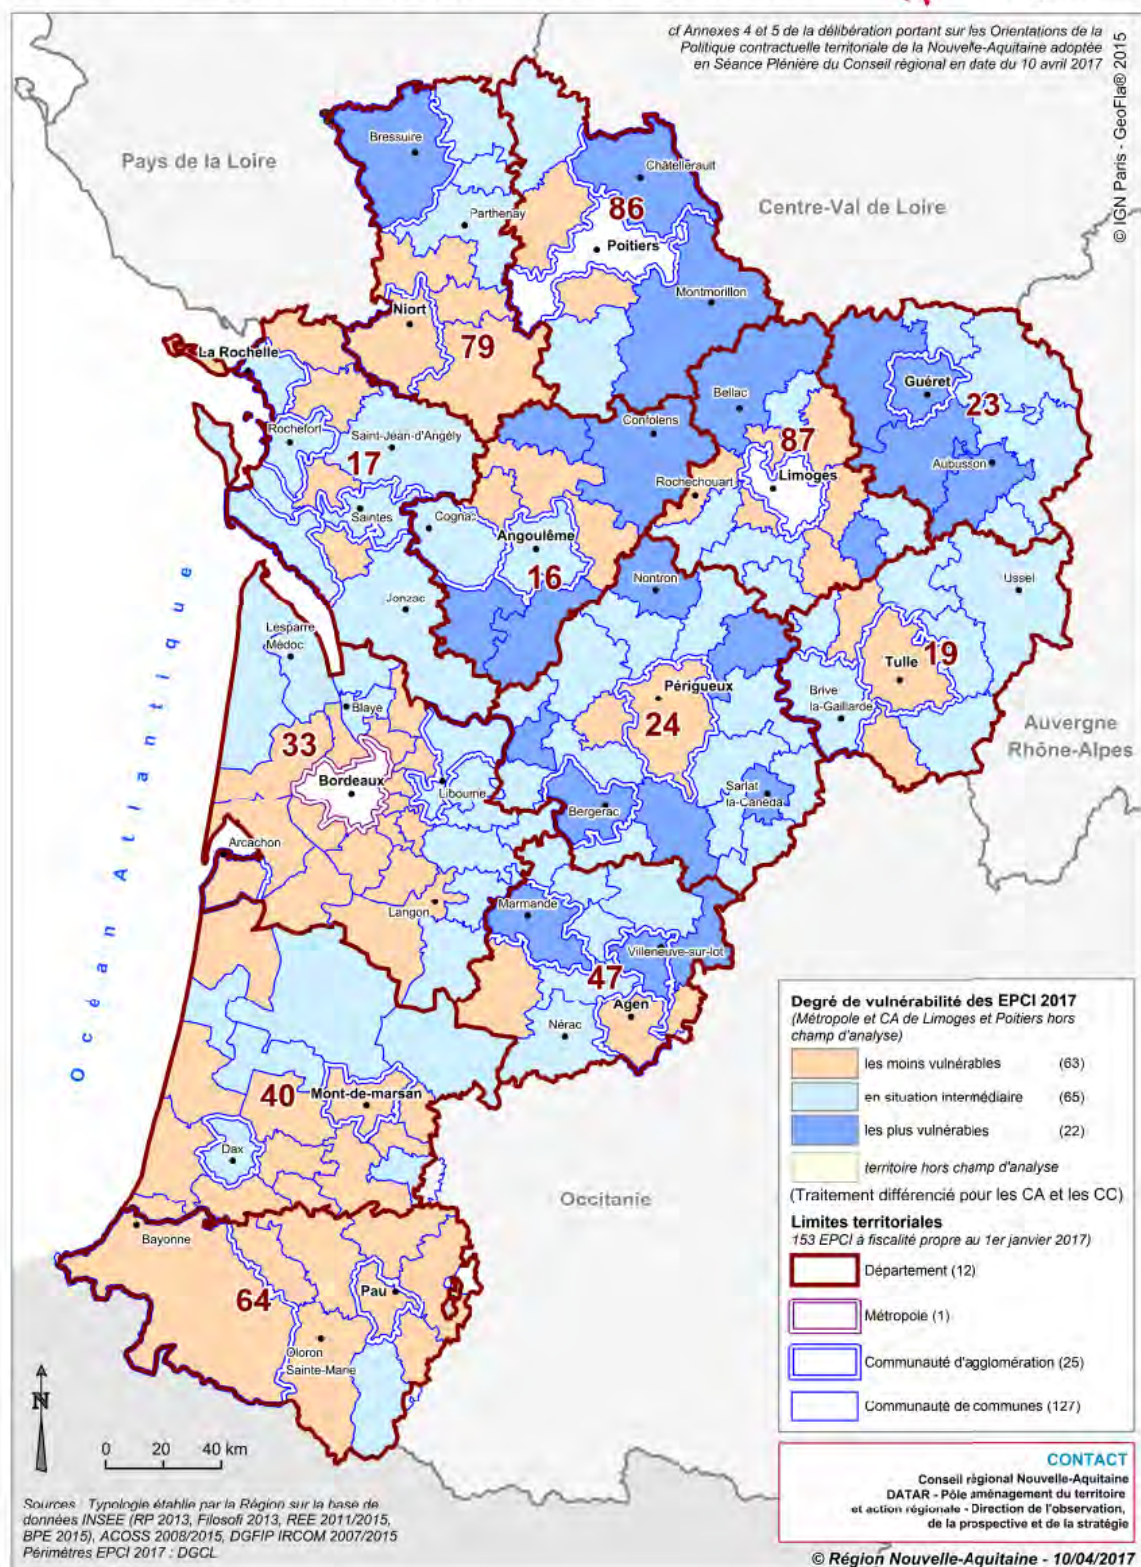 cf Annexes 4 et 5 de la délibération portant sur les Orientations de la
Politique contractuelle territoriale de la Nouvelle-Aquitaine adoptée
en Séance Plénière du Conseil régional en date du 10 avril 2017
© IGN Paris - GeoFla® 2015
Pays de la Loire
Centre-Val de Loire
Bressuire
Châtellerault
Parthenay
86
Poitiers
Montmorillon
Niort
79
La Rochelle
Bellac
Guéret
23
Rochefort
Saint-Jean-d'Angély
Confolens
87
17
Aubusson
Rochechouart
Limoges
Saintes
Cognac
Angoulême
16
Nontron
Ussel
Jonzac
Lesparre
Médoc
Tulle
19
Périgueux
Brive
la-Gaillarde
24
Blaye
33
Auvergne
Rhône-Alpes
Bordeaux
Libourne
Sarlat
la-Canéda
Bergerac
Arcachon
Océan Atlantique
Langon
Marmande
Villeneuve-sur-lot
47
Agen
Nérac
40
Mont-de-marsan
Dax
Occitanie
Bayonne
64
Pau
Oloron
Sainte-Marie
Degré de vulnérabilité des EPCI 2017
(Métropole et CA de Limoges et Poitiers hors
champ d'analyse)
les moins vulnérables (63)
en situation intermédiaire (65)
les plus vulnérables (22)
territoire hors champ d'analyse
(Traitement différencié pour les CA et les CC)
Limites territoriales
153 EPCI à fiscalité propre au 1er janvier 2017)
Département (12)
Métropole (1)
Communauté d'agglomération (25)
Communauté de communes (127)
N
0 20 40 km
CONTACT
Conseil régional Nouvelle-Aquitaine
DATAR - Pôle aménagement du territoire
et action régionale - Direction de l'observation,
de la prospective et de la stratégie
Sources : Typologie établie par la Région sur la base de
données INSEE (RP 2013, Filosofi 2013, REE 2011/2015,
BPE 2015), ACOSS 2008/2015, DGFIP IRCOM 2007/2015
Périmètres EPCI 2017 : DGCL
© Région Nouvelle-Aquitaine - 10/04/2017